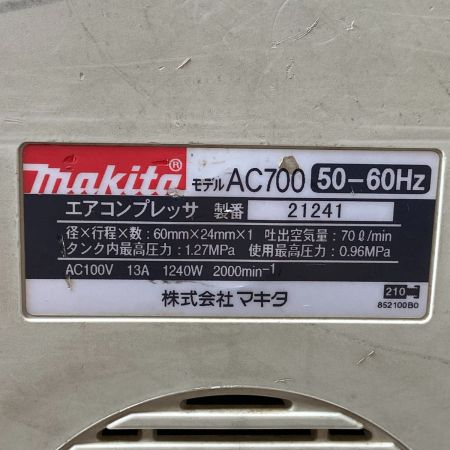 makita® モデル AC700 50-60Hz
エアコンプレッサ 製番 21241
径×行程×数:60mm×24mm×1 吐出空気量:70ℓ/min
タンク内最高圧力:1.27MPa 使用最高圧力:0.96MPa
AC100V 13A 1240W 2000min⁻¹
株式会社 マキタ
210
852100B0